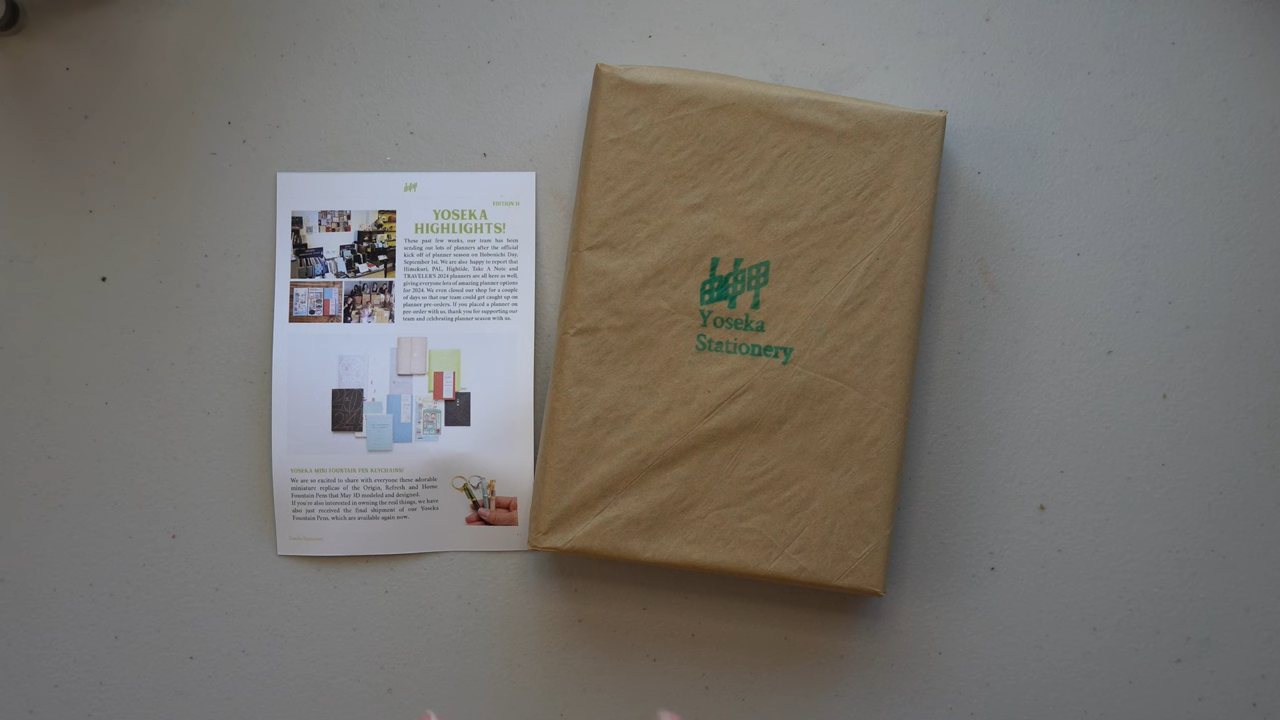 EDITION 11
YOSEKA
HIGHLIGHTS!
These past few weeks, our team has been
sending out lots of planners after the official
kick off of planner season on Hobonichi Day,
September 1st. We are also happy to report that
Himekuri, PAL, Hightide, Take A Note and
TRAVELER'S 2024 planners are all here as well,
giving everyone lots of amazing planner options
for 2024. We even closed our shop for a couple
of days so that our team could get caught up on
planner pre-orders. If you placed a planner on
pre-order with us, thank you for supporting our
team and celebrating planner season with us.
YOSEKA MINI FOUNTAIN PEN KEYCHAINS!
We are so excited to share with everyone these adorable
miniature replicas of the Origin, Refresh and Home
Fountain Pens that May 3D modeled and designed.
If you're also interested in owning the real things, we have
also just received the final shipment of our Yoseka
Fountain Pens, which are available again now.
Yoseka
Stationery